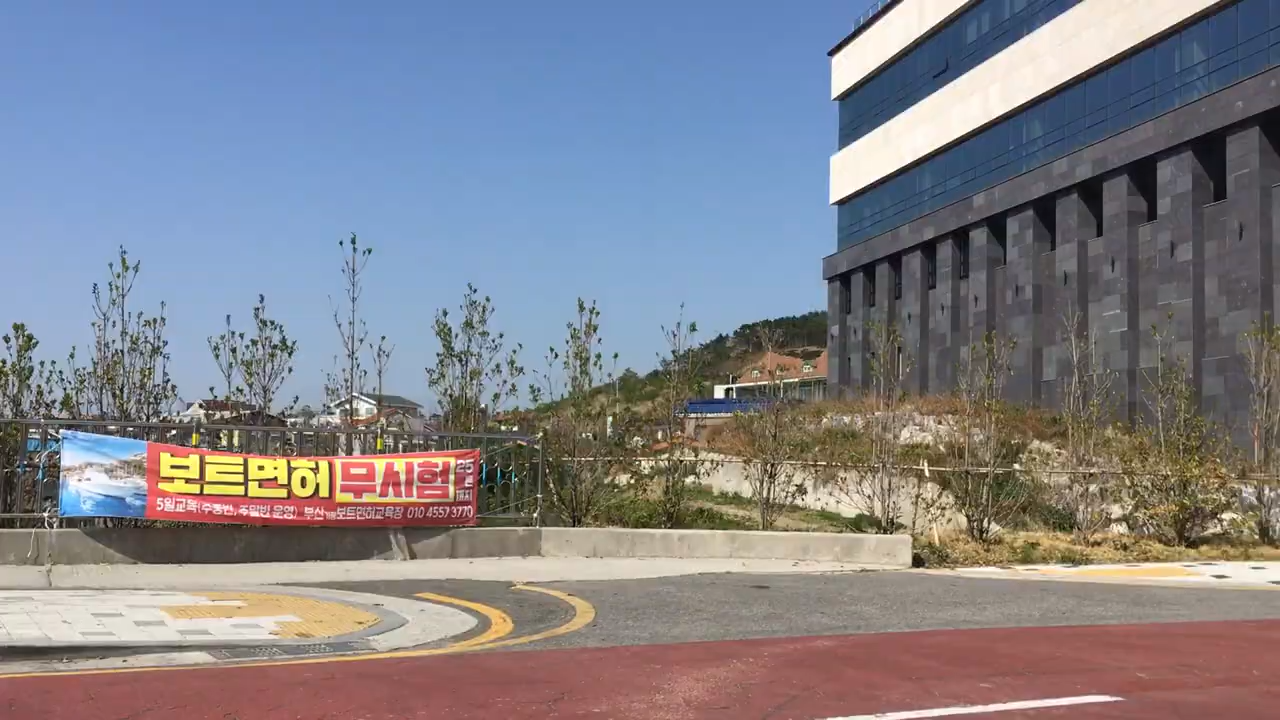 보트면허 무시험
5일교육(주중반, 주말반 운영) 부산 보트면허교육장 010 4557 3770